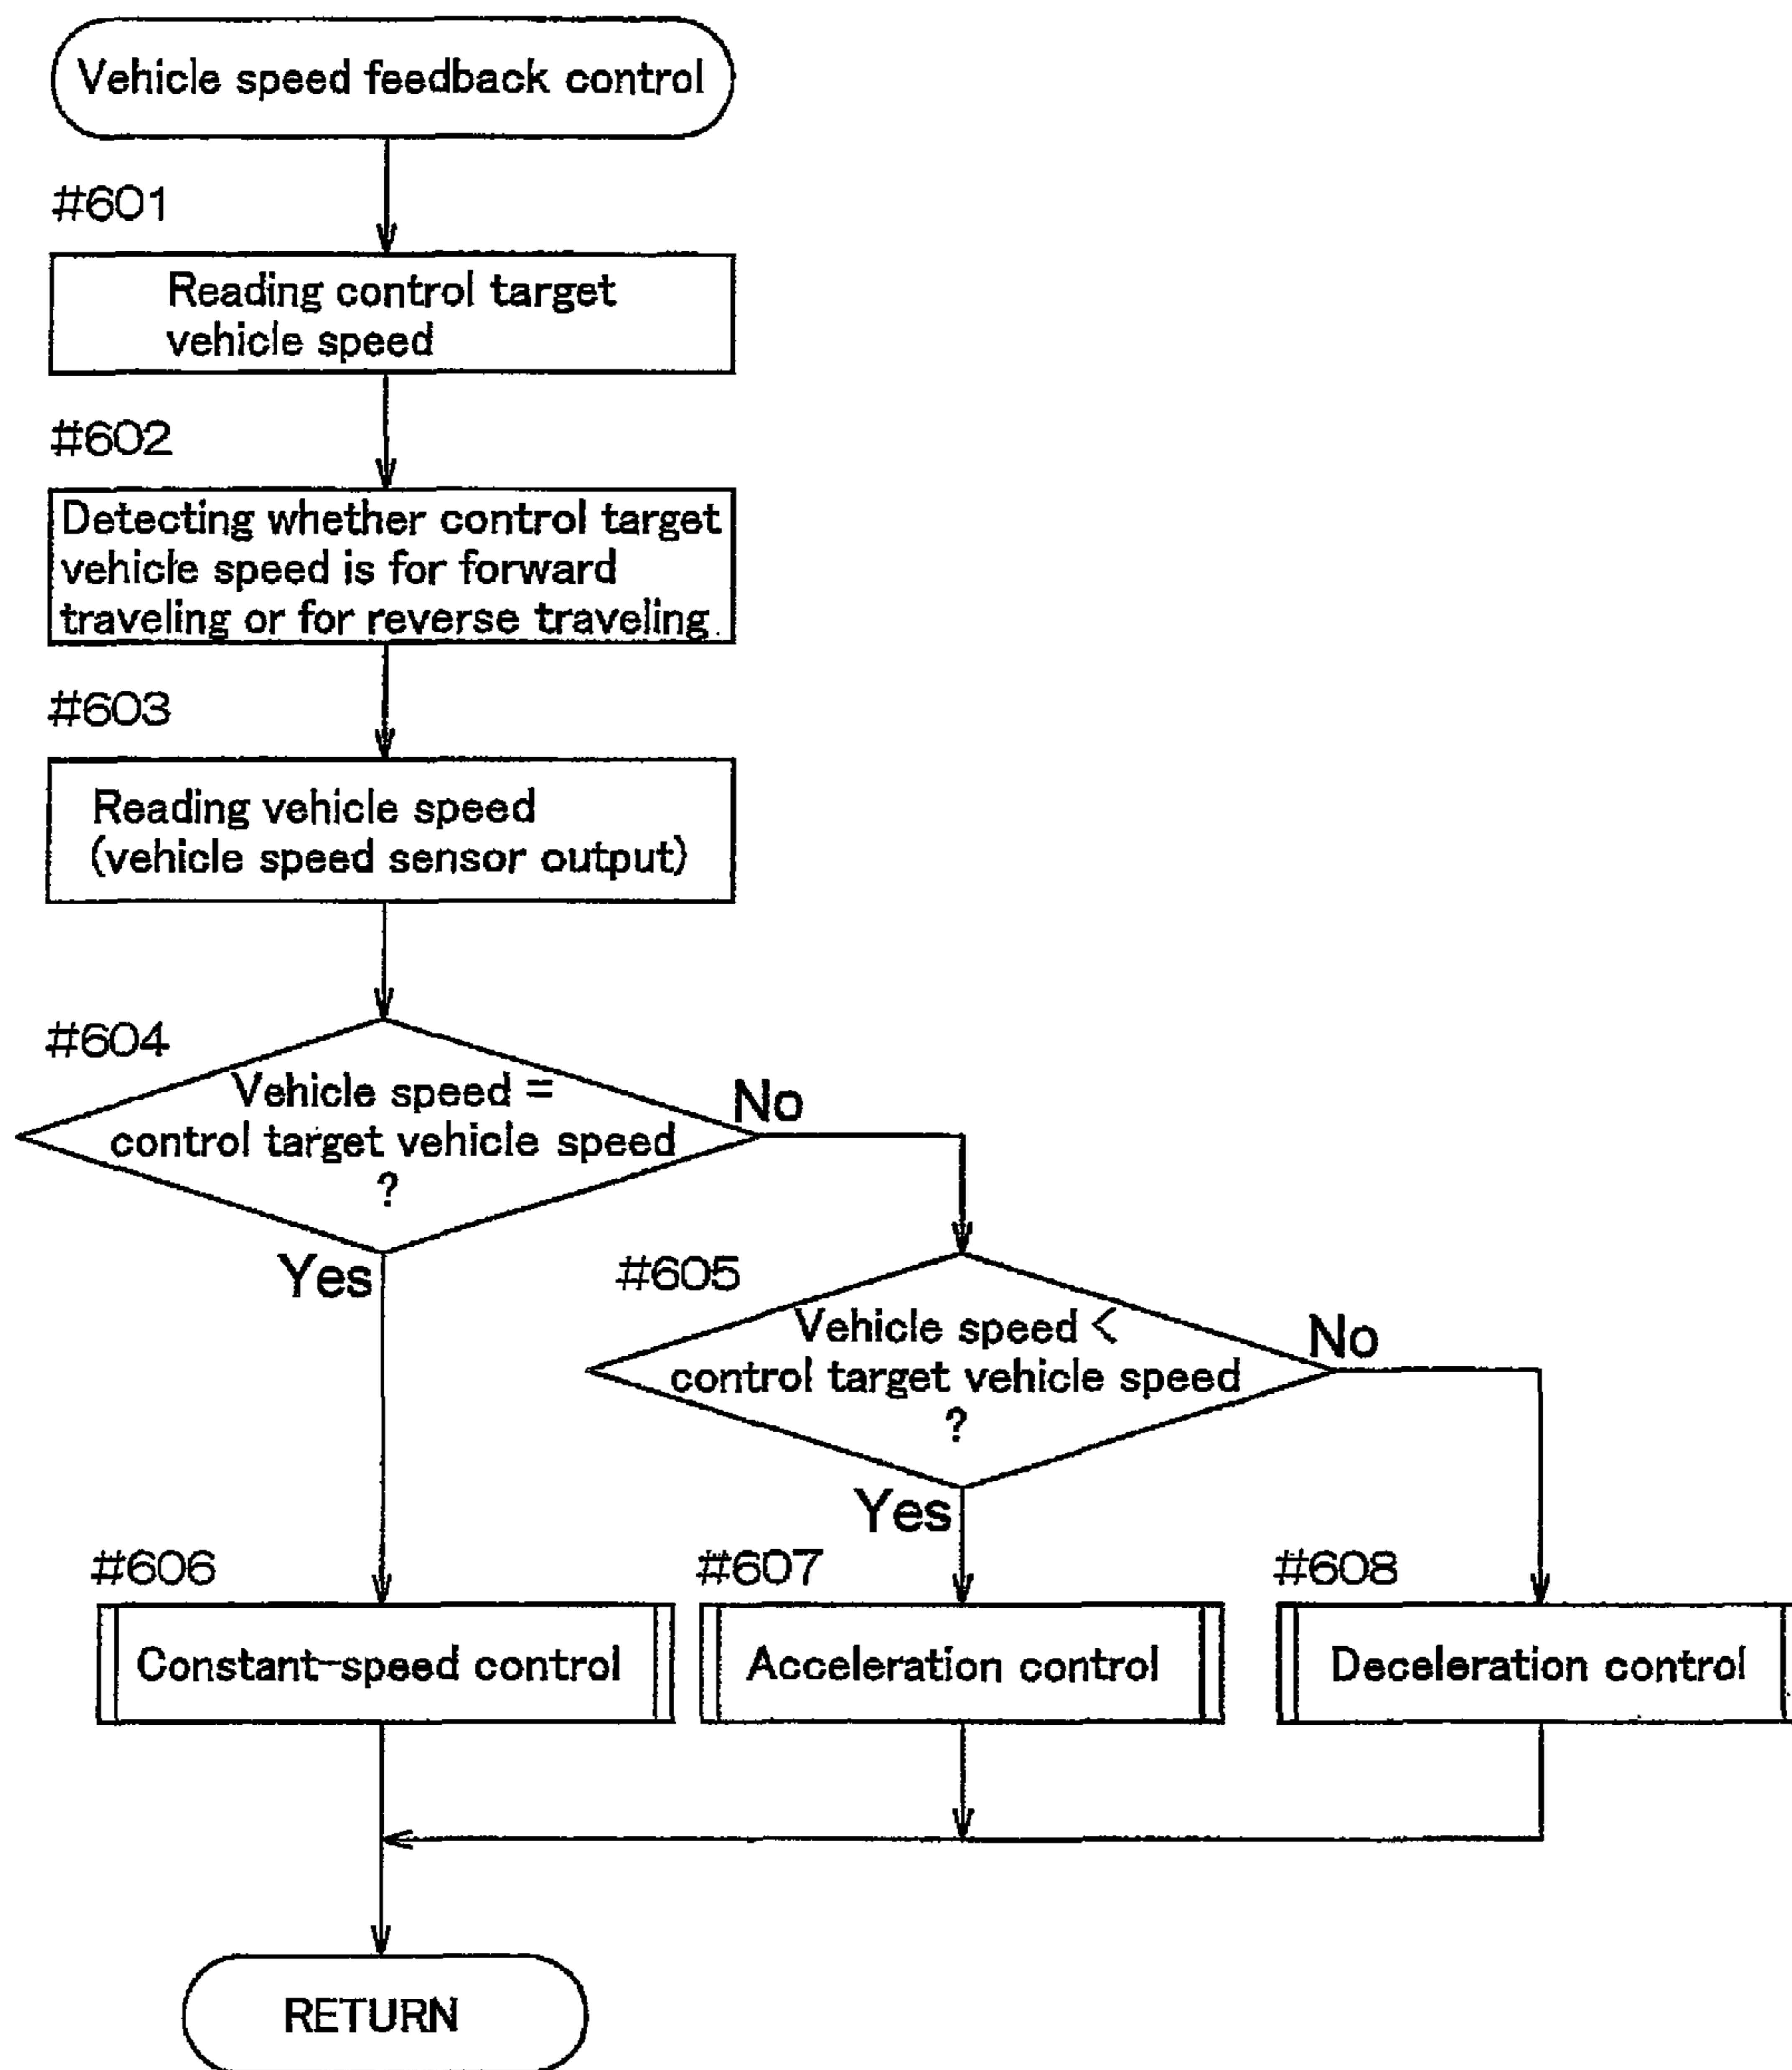 Vehicle speed feedback control
#601
Reading control target
vehicle speed
#602
Detecting whether control target
vehicle speed is for forward
traveling or for reverse traveling
#603
Reading vehicle speed
(vehicle speed sensor output)
#604
Vehicle speed =
control target vehicle speed
?
No
Yes
#605
Vehicle speed <
control target vehicle speed
?
No
Yes
#606
Constant-speed control
#607
Acceleration control
#608
Deceleration control
RETURN